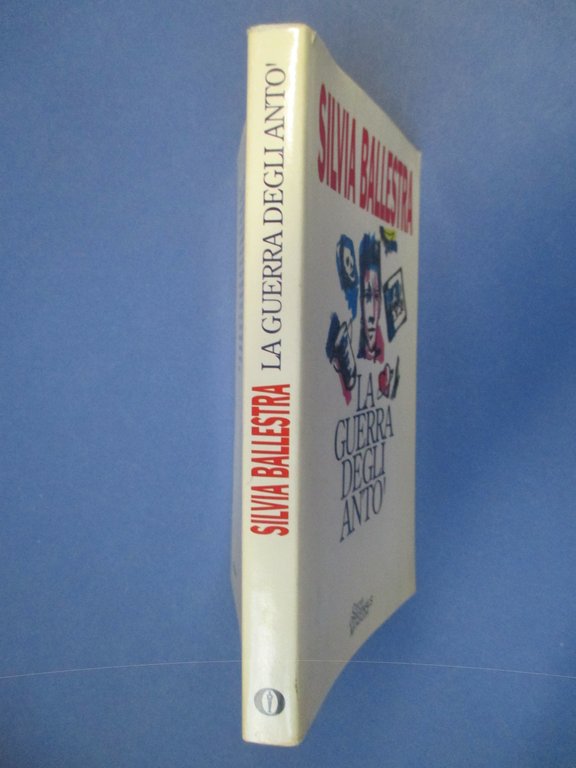 SILVIA BALLESTRA LA GUERRA DEGLI ANTO'
SILVIA BALLESTRA
LA
GUERRA
DEGLI
ANTO'